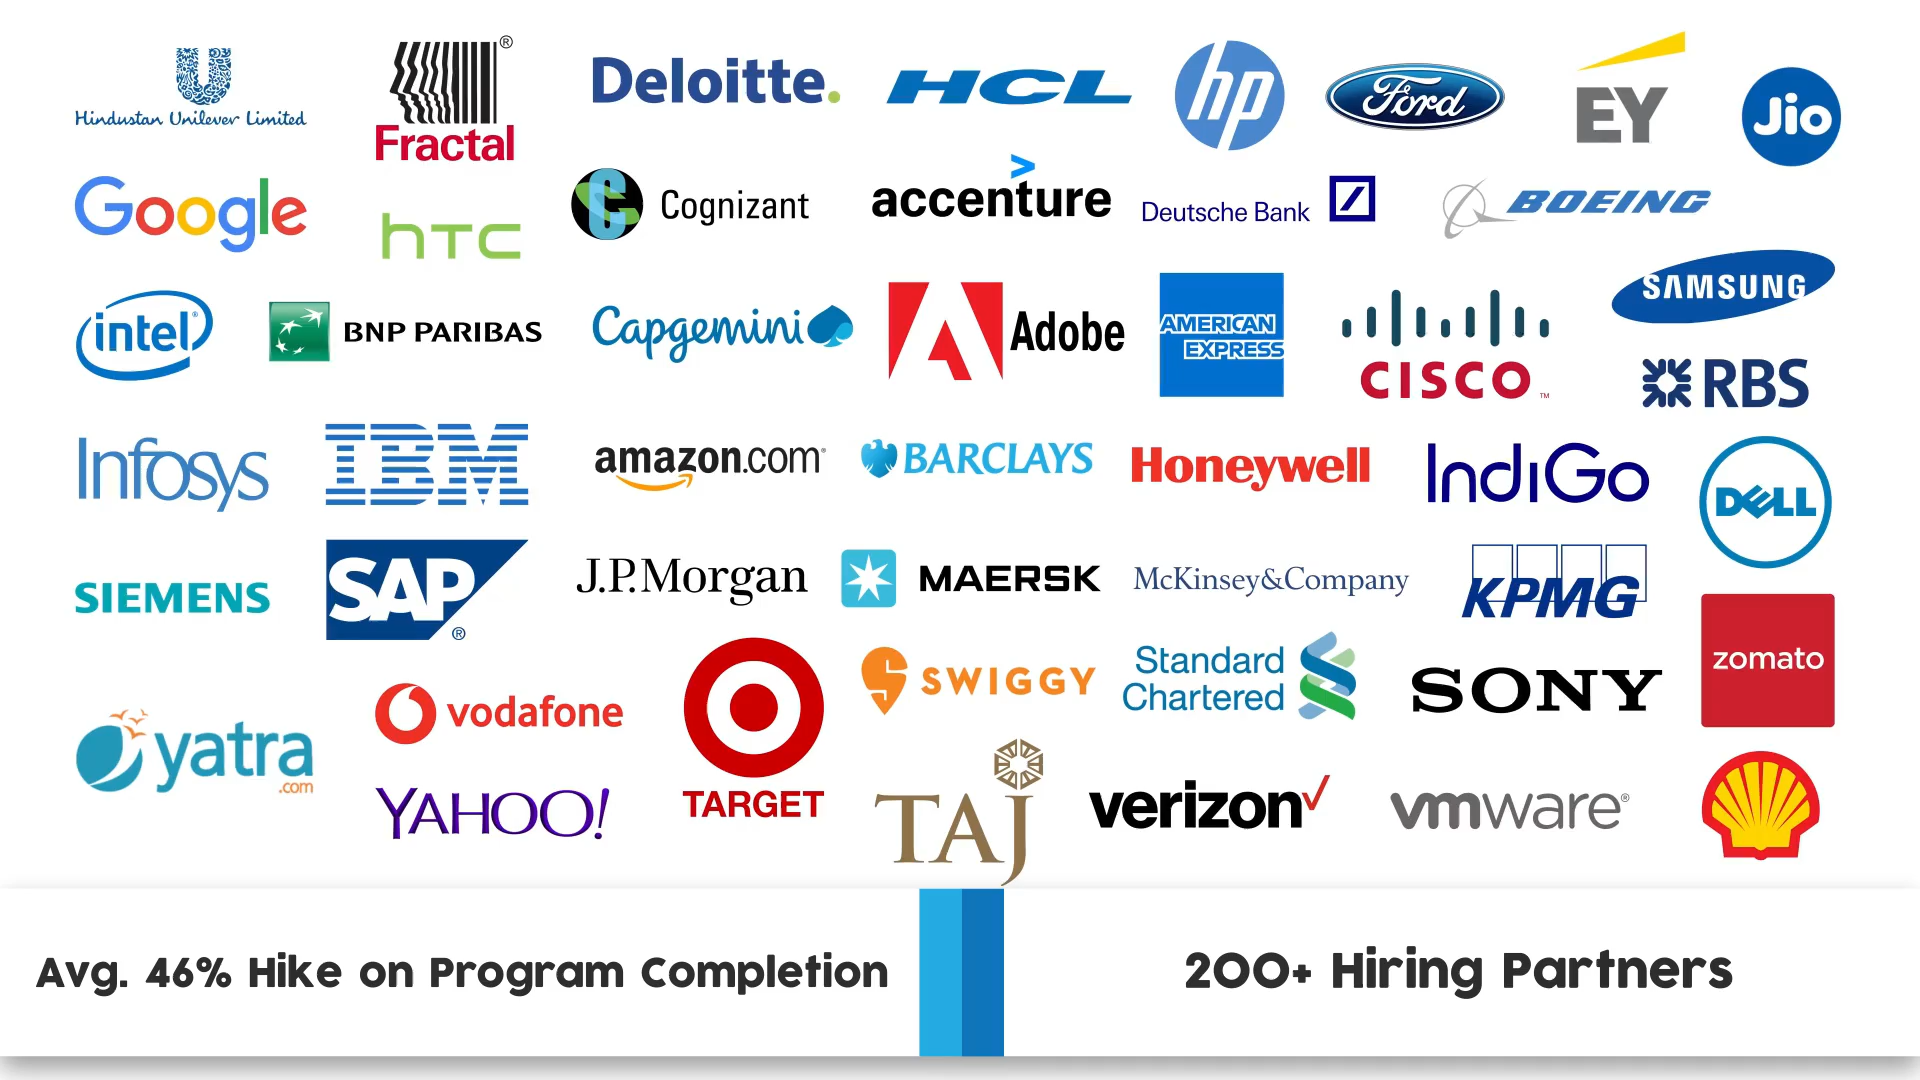 Hindustan Unilever Limited
Fractal®
Deloitte.
HCL
hp
Ford
EY
Jio
Google
hTC
Cognizant
accenture
Deutsche Bank
BOEING
intel®
BNP PARIBAS
Capgemini
Adobe
AMERICAN
EXPRESS
CISCO™
SAMSUNG
RBS
Infosys
IBM
amazon.com®
BARCLAYS
Honeywell
IndiGo
DELL
SIEMENS
SAP®
J.P.Morgan
MAERSK
McKinsey&Company
KPMG
zomato
yatra
.com
vodafone
YAHOO!
TARGET
SWIGGY
Standard
Chartered
SONY
TAJ
verizon✓
vmware®
Avg. 46% Hike on Program Completion
200+ Hiring Partners